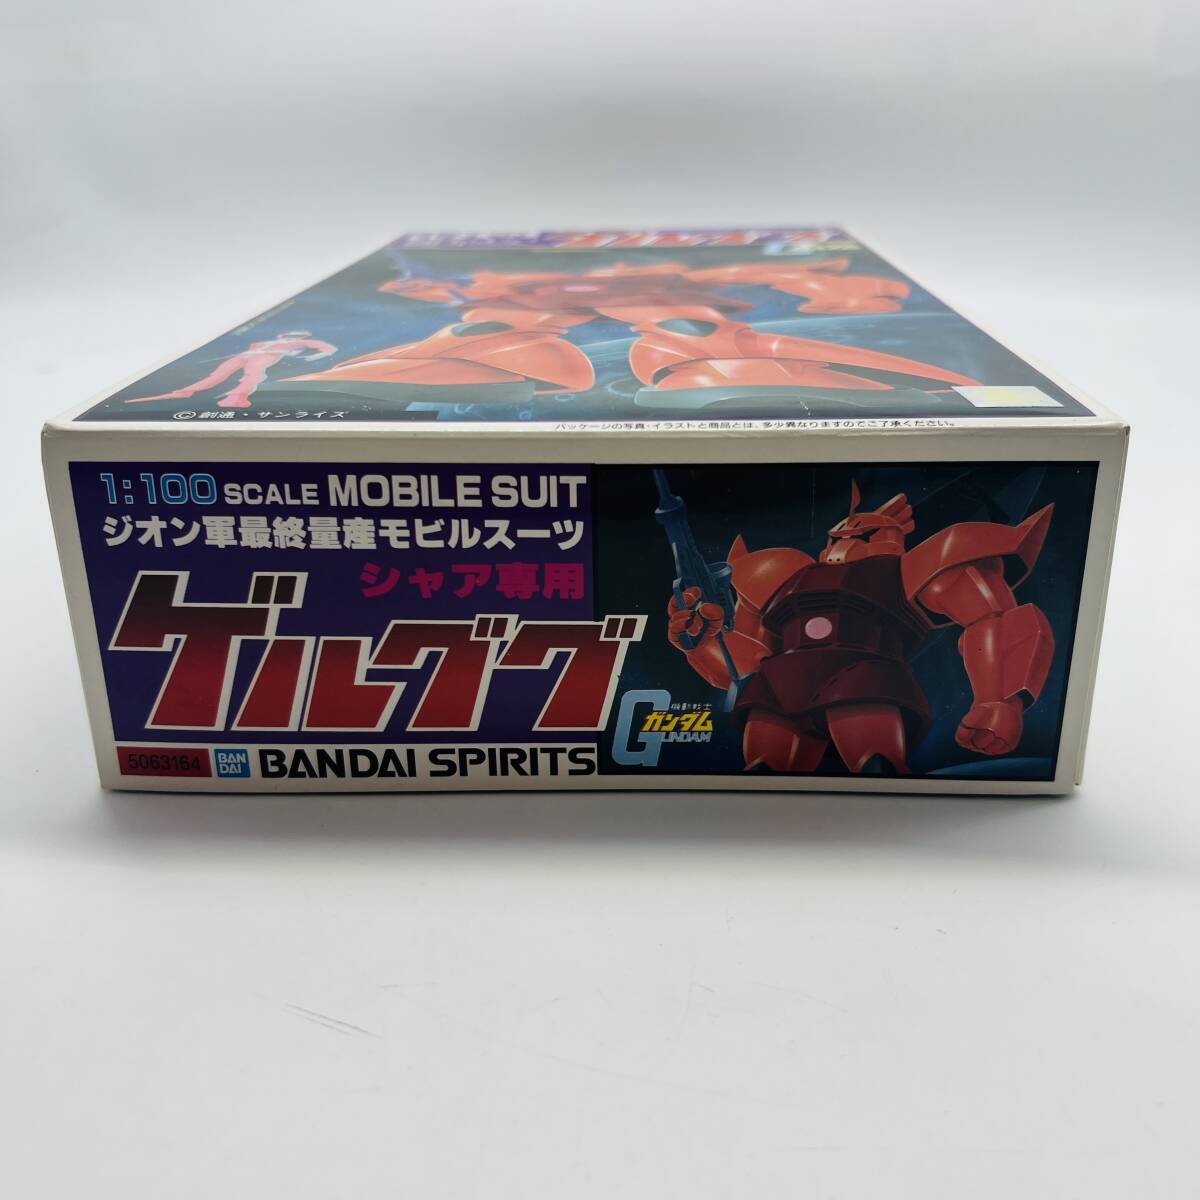 ©創通・サンライズ
パッケージの写真・イラストと商品とは、多少異なりますのでご了承ください。
1:100 SCALE MOBILE SUIT
ジオン軍最終量産モビルスーツ
シャア専用
ゲルググ
機動戦士
ガンダム
GUNDAM
5063164 BAN DAI BANDAI SPIRITS